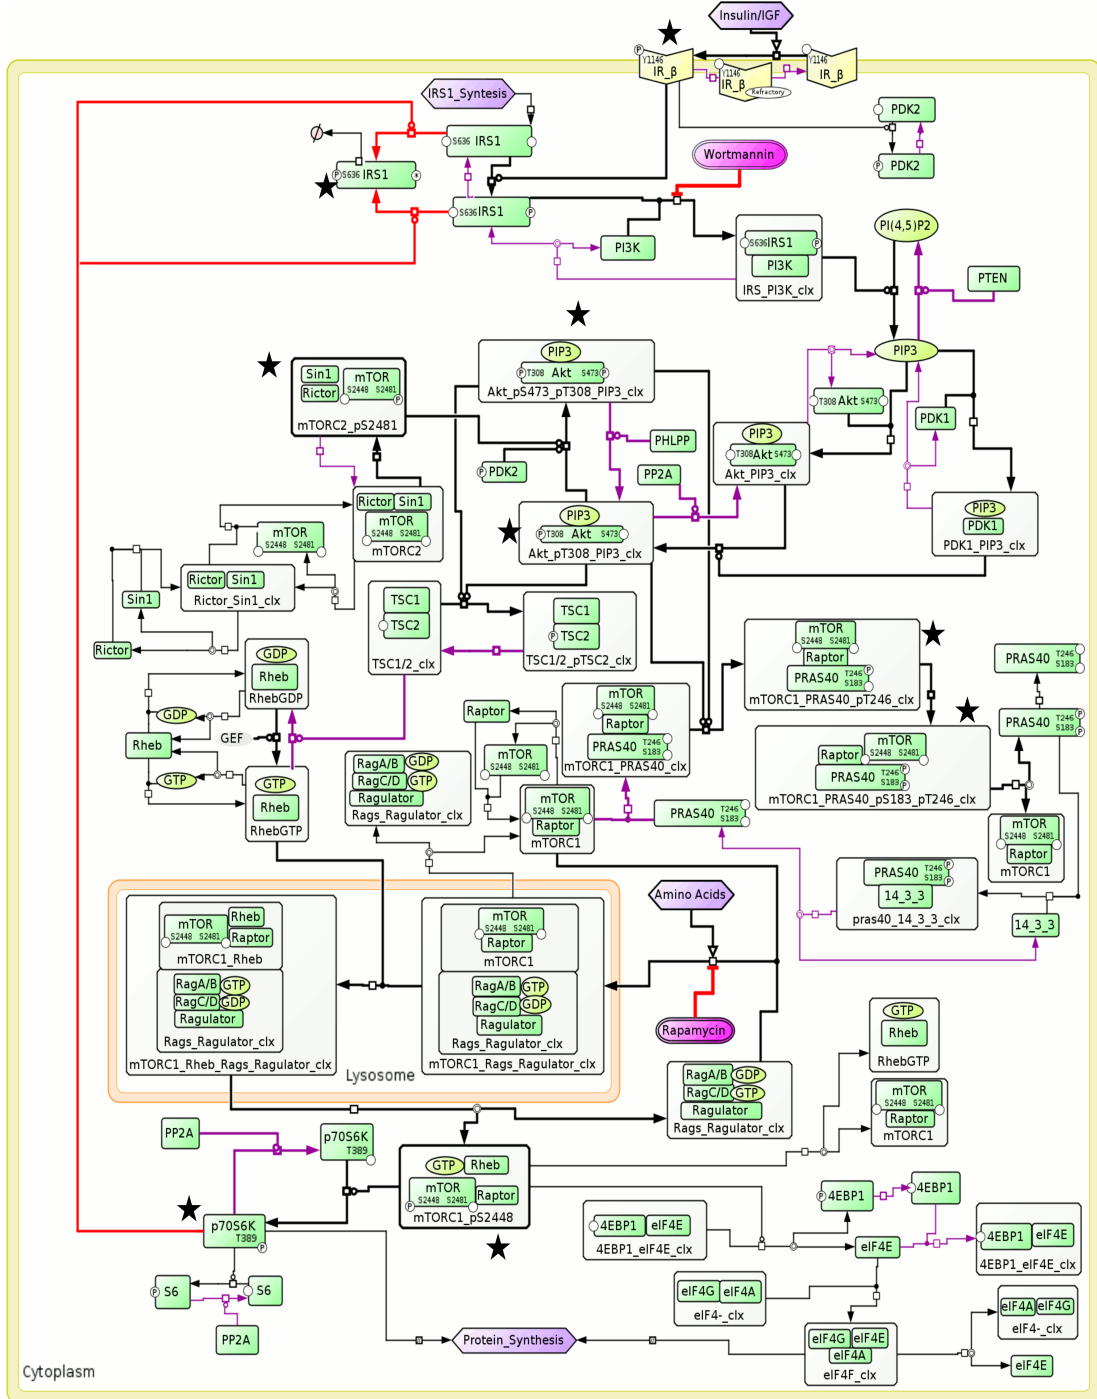 Insulin/IGF
P
Y1146
IR_β
Y1146
IR_β
Refractory
Y1146
IR_β
IRS1_Syntesis
PDK2
S636 IRS1
Wortmannin
P
PDK2
P S636 IRS1
S636 IRS1 P
PI3K
S636 IRS1 P
PI3K
IRS_PI3K_clx
PI(4,5)P2
PTEN
PIP3
PIP3
T308 P Akt S473 P
Akt_pS473_pT308_PIP3_clx
Sin1
Rictor
mTOR
S2448 S2481
P
mTORC2_pS2481
T308 Akt S473
PDK1
PHLPP
PIP3
T308 Akt S473
Akt_PIP3_clx
P PDK2
PP2A
Rictor Sin1
mTOR
S2448 S2481
mTORC2
PIP3
PDK1
PDK1_PIP3_clx
PIP3
P T308 Akt S473
Akt_pT308_PIP3_clx
mTOR
S2448 S2481
Rictor Sin1
Rictor_Sin1_clx
Sin1
Rictor
TSC1
TSC2
TSC1/2_clx
TSC1
P TSC2
TSC1/2_pTSC2_clx
mTOR
S2448 S2481
Raptor
PRAS40 T246 P
S183
mTORC1_PRAS40_pT246_clx
PRAS40 T246
S183
GDP
Rheb
RhebGDP
GDP
GEF
Rheb
GTP
GTP
Rheb
RhebGTP
Raptor
mTOR
S2448 S2481
mTOR
S2448 S2481
Raptor
PRAS40 T246
S183
mTORC1_PRAS40_clx
PRAS40 T246 P
S183 P
Raptor mTOR
S2448 S2481
PRAS40 T246 P
S183 P
mTORC1_PRAS40_pS183_pT246_clx
RagA/B GDP
RagC/D GTP
Ragulator
Rags_Ragulator_clx
mTOR
S2448 S2481
Raptor
mTORC1
PRAS40 T246
S183
mTOR
S2448 S2481
Raptor
mTORC1
PRAS40 T246 P
S183 P
14_3_3
pras40_14_3_3_clx
14_3_3
Amino Acids
mTOR
S2448 S2481
Rheb
Raptor
mTORC1_Rheb
RagA/B GTP
RagC/D GDP
Ragulator
Rags_Ragulator_clx
mTORC1_Rheb_Rags_Ragulator_clx
mTOR
S2448 S2481
Raptor
mTORC1
RagA/B GTP
RagC/D GDP
Ragulator
Rags_Ragulator_clx
mTORC1_Rags_Ragulator_clx
Lysosome
Rapamycin
GTP
Rheb
RhebGTP
RagA/B GDP
RagC/D GTP
Ragulator
Rags_Ragulator_clx
mTOR
S2448 S2481
Raptor
mTORC1
PP2A
p70S6K
T389
GTP Rheb
mTOR
S2448 S2481
P
Raptor
mTORC1_pS2448
P 4EBP1
4EBP1
p70S6K
T389
P
4EBP1 eIF4E
4EBP1_eIF4E_clx
eIF4E
4EBP1 eIF4E
4EBP1_eIF4E_clx
P S6
S6
eIF4G eIF4A
eIF4-_clx
eIF4A eIF4G
eIF4-_clx
PP2A
Protein_Synthesis
eIF4G eIF4E
eIF4A
eIF4F_clx
eIF4E
Cytoplasm